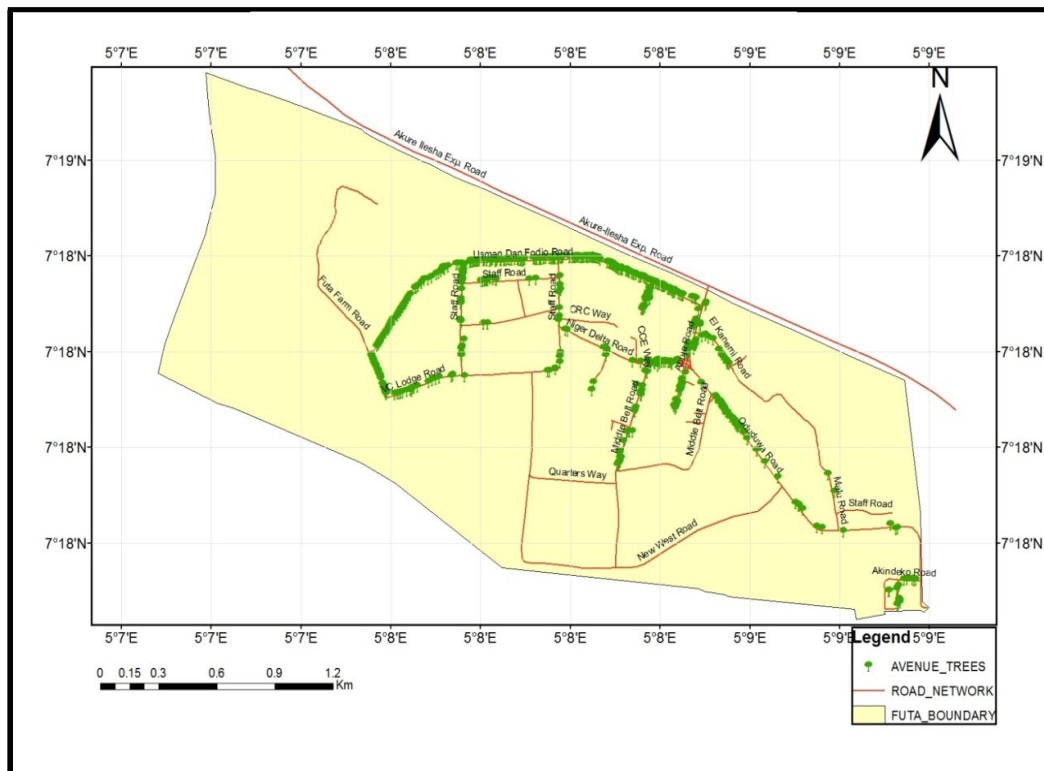 5°7'E 5°7'E 5°7'E 5°8'E 5°8'E 5°8'E 5°8'E 5°9'E 5°9'E 5°9'E
N
7°19'N 7°19'N
Akure Ilesha Exp. Road
Akure-Ilesha Exp. Road
7°18'N 7°18'N
Usman Dan Fodio Road
Staff Road
Staff Road
Staff Road
Futa Farm Road
CRC Way
Niger Delta Road
CCE Way
El Kanemi Road
7°18'N 7°18'N
C Lodge Road
Middle Belt Road
Middle Belt Road
Oduduwa Road
7°18'N 7°18'N
Quarters Way
Staff Road
New West Road
7°18'N 7°18'N
Akindeko Road
5°7'E 5°7'E 5°7'E 5°8'E 5°8'E 5°8'E 5°8'E 5°9'E 5°9'E 5°9'E
Legend
AVENUE_TREES
ROAD_NETWORK
FUTA_BOUNDARY
0 0.15 0.3 0.6 0.9 1.2
Km